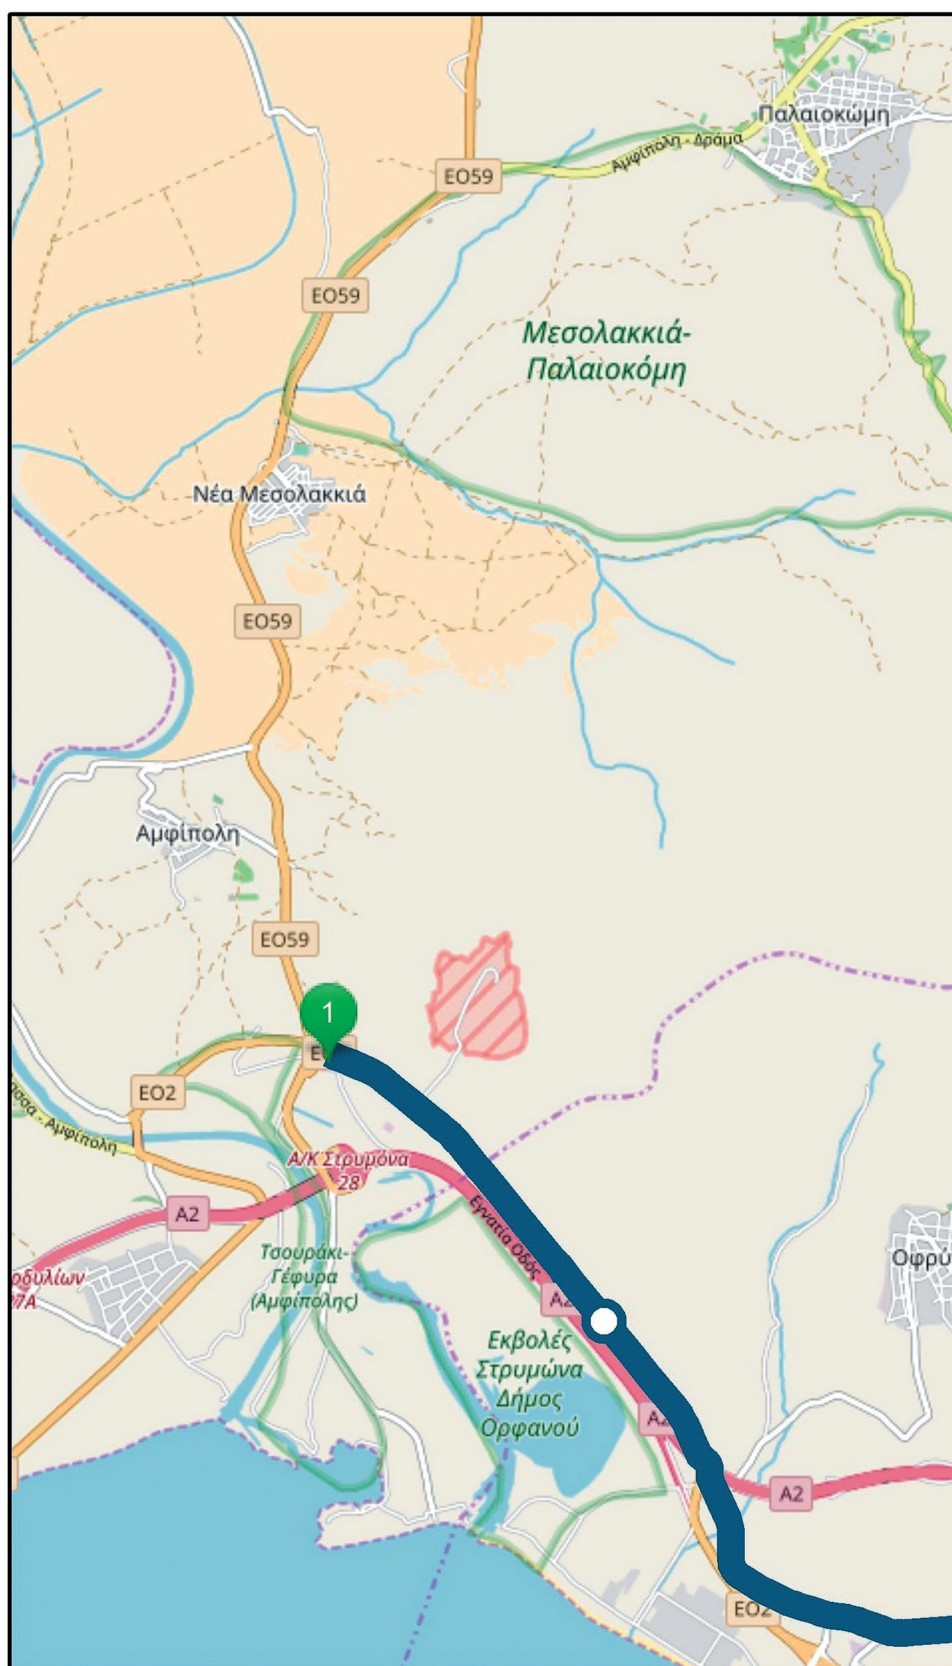 Παλαιοκώμη
Αμφίπολη - Δράμα
ΕΟ59
ΕΟ59
Μεσολακκιά-
Παλαιοκόμη
Νέα Μεσολακκιά
ΕΟ59
Αμφίπολη
ΕΟ59
1
ΕΟ2
Αμφίπολη
Α/Κ Στρυμόνα
28
Α2
Εγνατία Οδός
Τσουράκι-
Γέφυρα
(Αμφίπολης)
Α2
Εκβολές
Στρυμώνα
Δήμος
Ορφανού
Α2
ΕΟ2